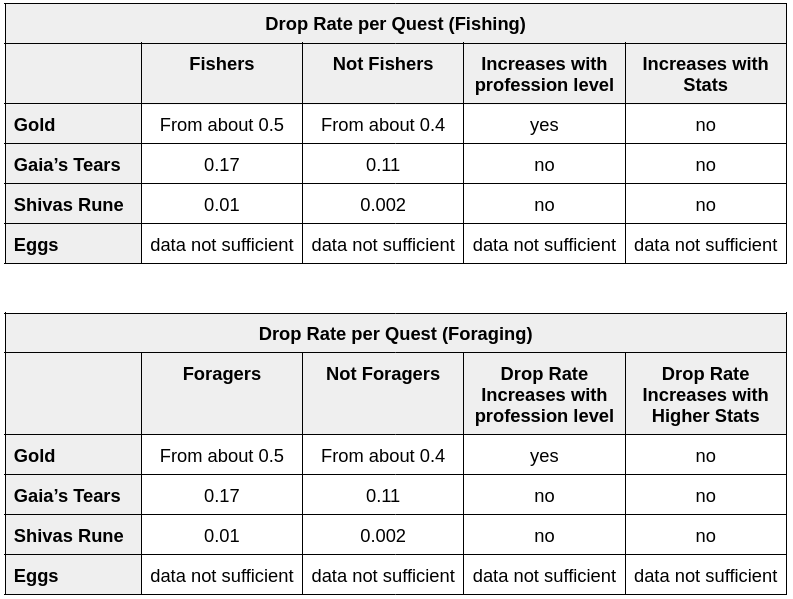 Drop Rate per Quest (Fishing)
Fishers Not Fishers Increases with profession level Increases with Stats
Gold From about 0.5 From about 0.4 yes no
Gaia’s Tears 0.17 0.11 no no
Shivas Rune 0.01 0.002 no no
Eggs data not sufficient data not sufficient data not sufficient data not sufficient
Drop Rate per Quest (Foraging)
Foragers Not Foragers Drop Rate Increases with profession level Drop Rate Increases with Higher Stats
Gold From about 0.5 From about 0.4 yes no
Gaia’s Tears 0.17 0.11 no no
Shivas Rune 0.01 0.002 no no
Eggs data not sufficient data not sufficient data not sufficient data not sufficient